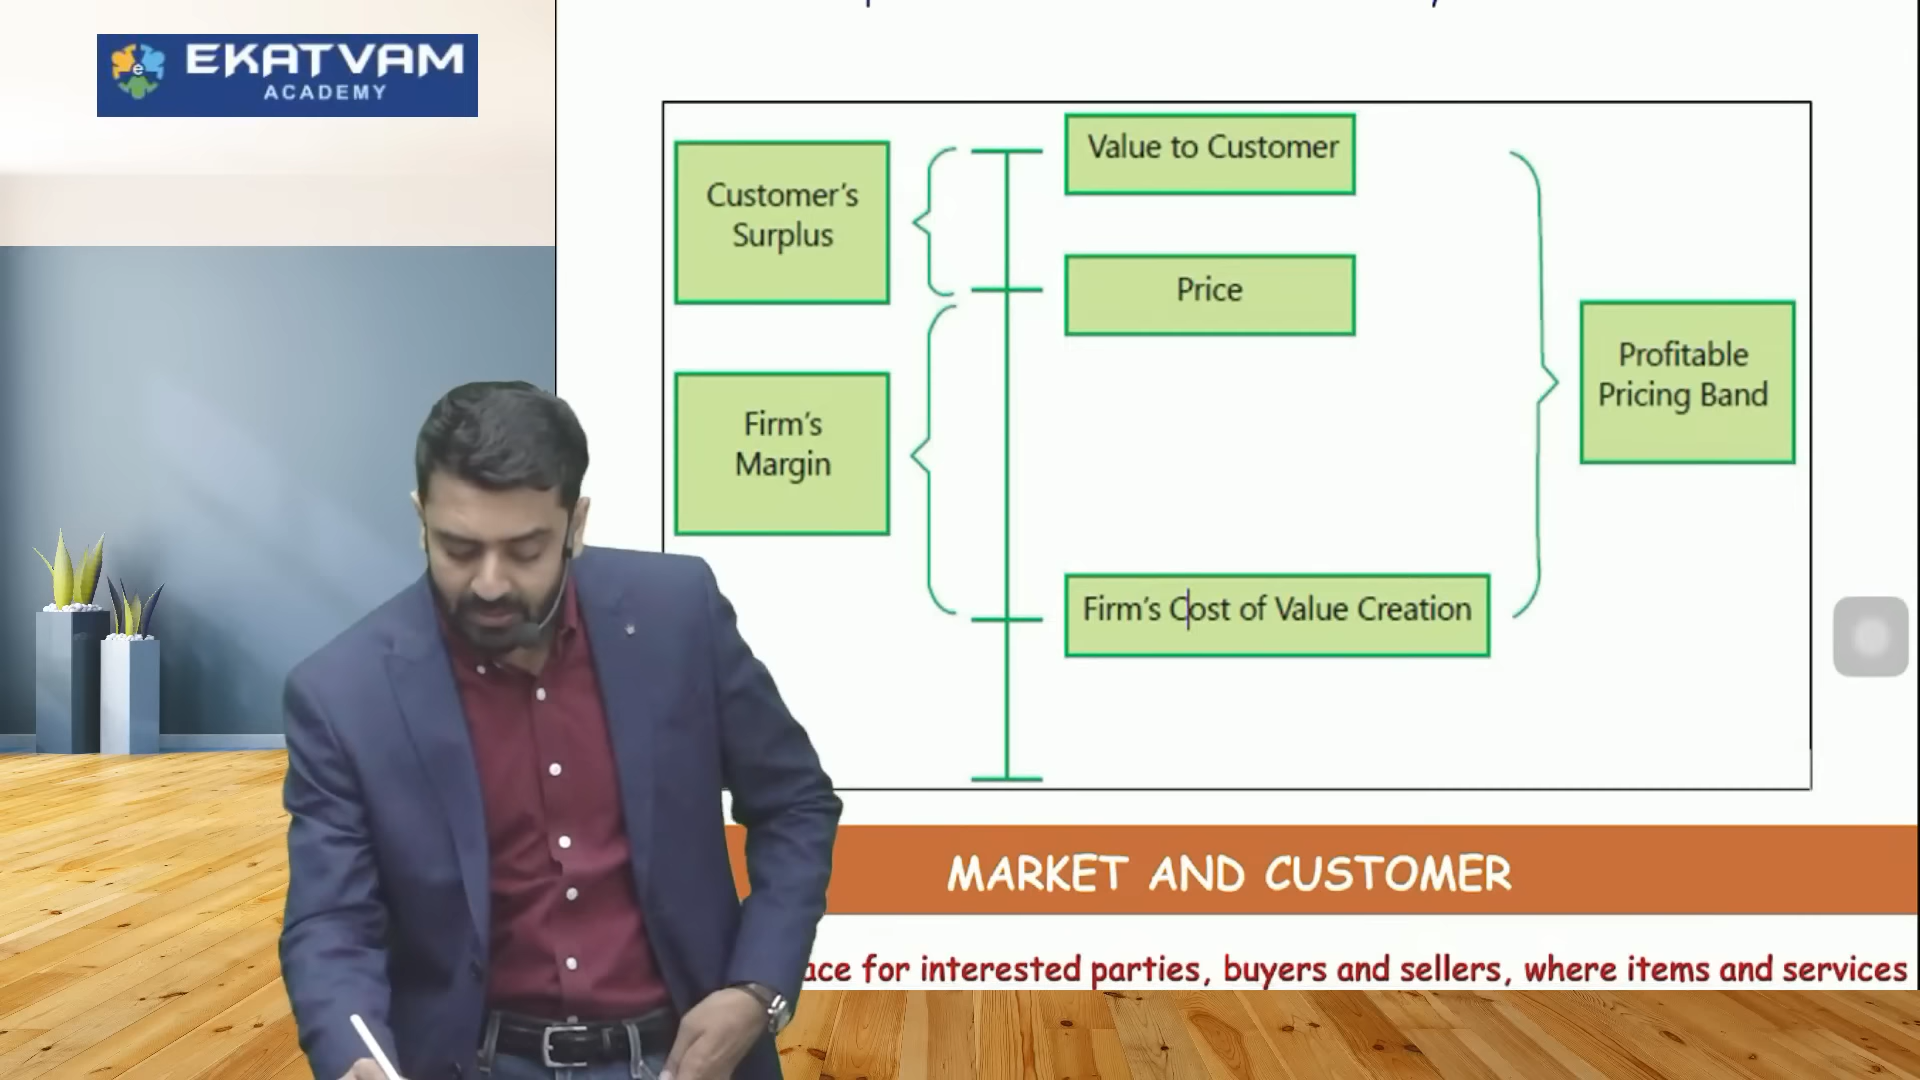 EKATVAM
ACADEMY
Customer's
Surplus
Value to Customer
Price
Firm's
Margin
Profitable
Pricing Band
Firm's Cost of Value Creation
MARKET AND CUSTOMER
for interested parties, buyers and sellers, where items and services